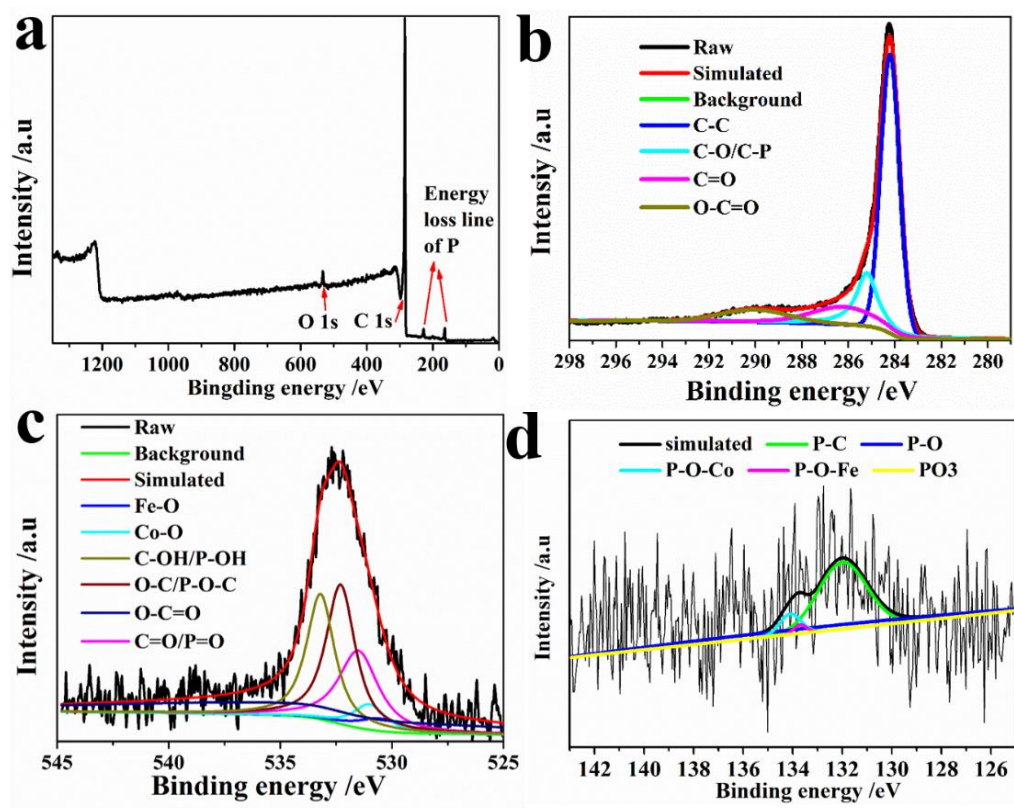 a
Intensity /a.u
Energy
loss line
of P
O 1s
C 1s
1200 1000 800 600 400 200 0
Bingding energy /eV
b
Intensiy /a.u
Raw
Simulated
Background
C-C
C-O/C-P
C=O
O-C=O
298 296 294 292 290 288 286 284 282 280
Binding energy /eV
c
Intensity /a.u
Raw
Background
Simulated
Fe-O
Co-O
C-OH/P-OH
O-C/P-O-C
O-C=O
C=O/P=O
545 540 535 530 525
Binding energy /eV
d
Intensity /a.u
simulated P-C P-O
P-O-Co P-O-Fe PO3
142 140 138 136 134 132 130 128 126
Binding energy /eV